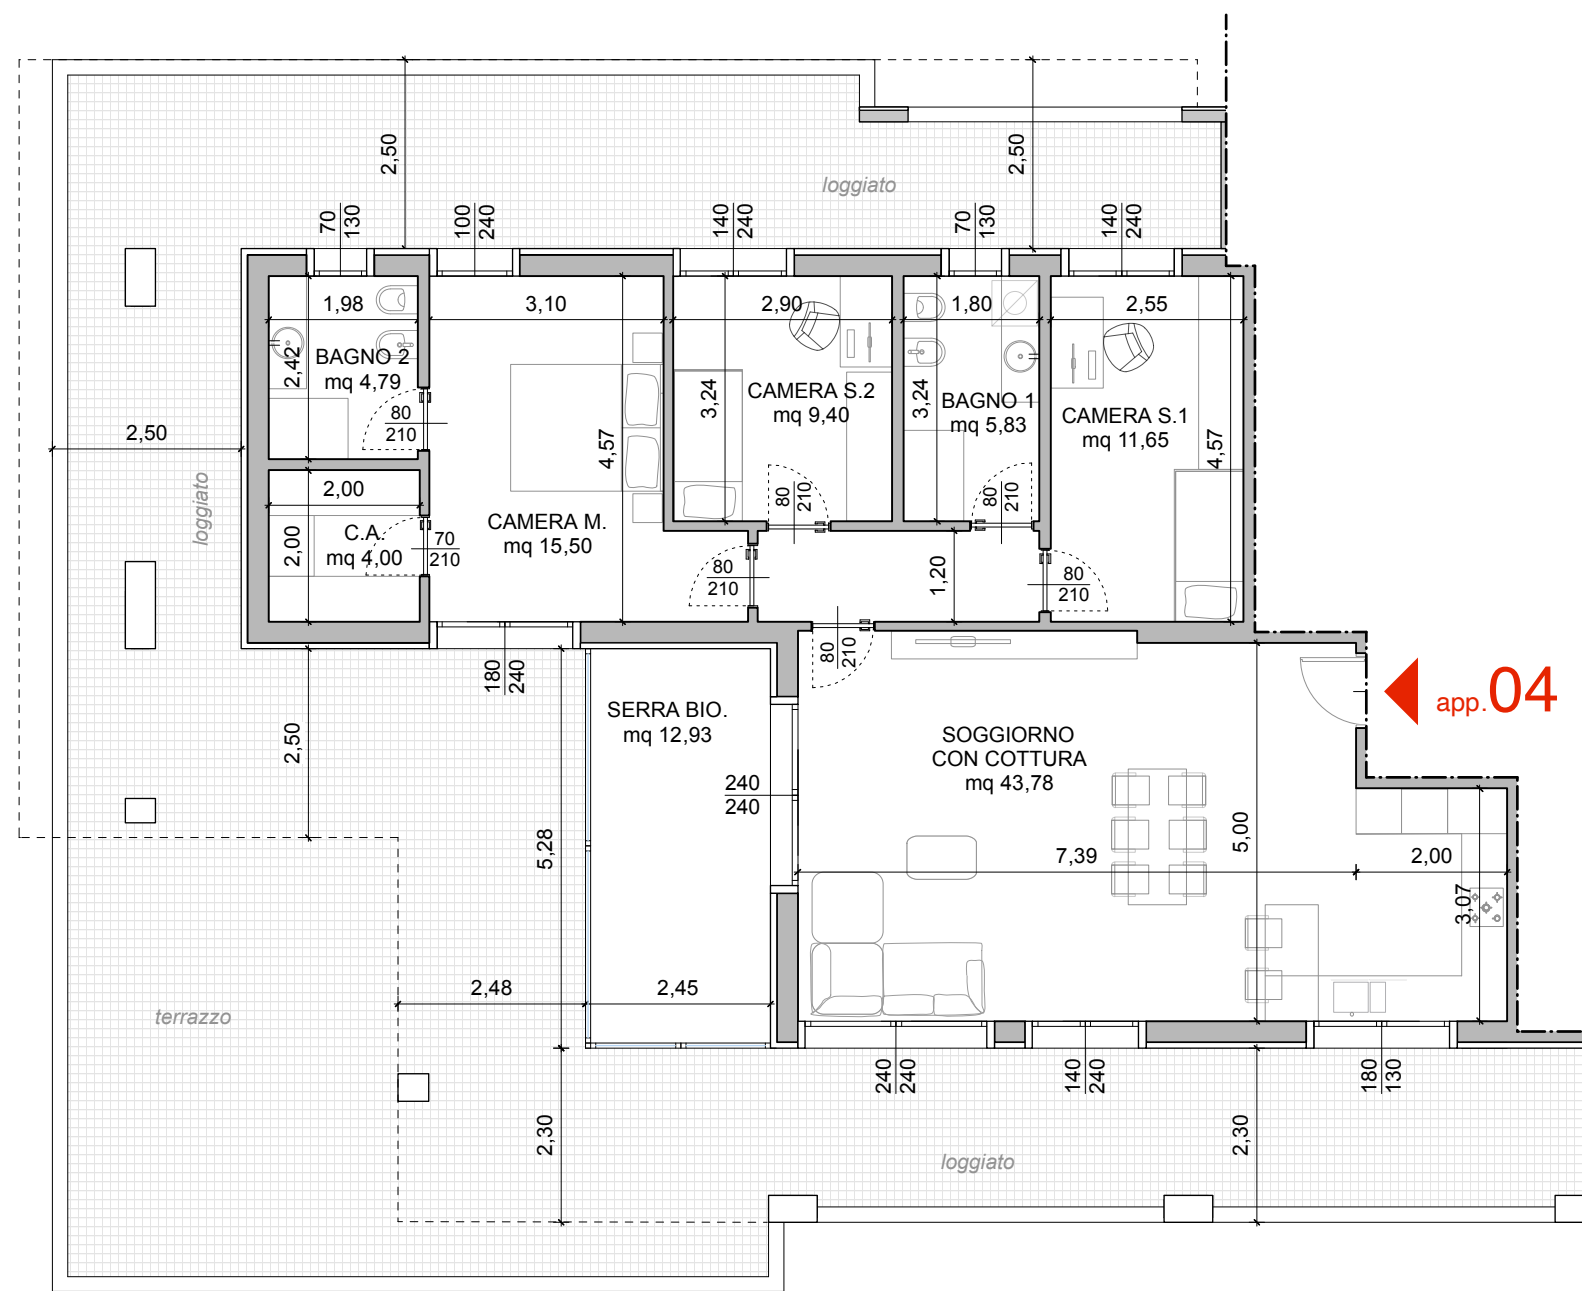 2,50
2,50
loggiato
70
130
100
240
140
240
70
130
140
240
1,98
3,10
2,90
1,80
2,55
BAGNO 2
mq 4,79
2,42
80
210
CAMERA S.2
mq 9,40
3,24
BAGNO 1
mq 5,83
3,24
CAMERA S.1
mq 11,65
4,57
4,57
2,50
loggiato
2,00
C.A.
mq 4,00
2,00
70
210
CAMERA M.
mq 15,50
80
210
80
210
80
210
1,20
80
210
80
210
180
240
2,50
SERRA BIO.
mq 12,93
SOGGIORNO
CON COTTURA
mq 43,78
app.04
240
240
5,28
7,39
5,00
2,00
3,07
2,48
2,45
terrazzo
240
240
140
240
180
130
2,30
2,30
loggiato